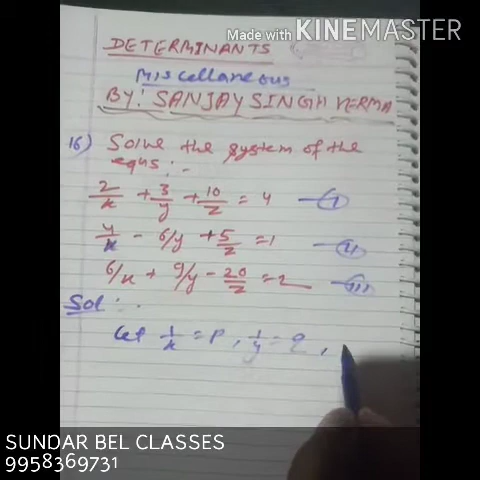 Made with KINEMASTER
DETERMINANTS
Miscellaneous
BY: SANJAY SINGH VERMA
16) Solve the system of the
eqns :-
2/x + 3/y + 10/z = 4 — (I)
4/x - 6/y + 5/z = 1 — (II)
6/x + 9/y - 20/z = 2 — (III)
Sol :-
Let 1/x = P, 1/y = q,
SUNDAR BEL CLASSES
9958369731